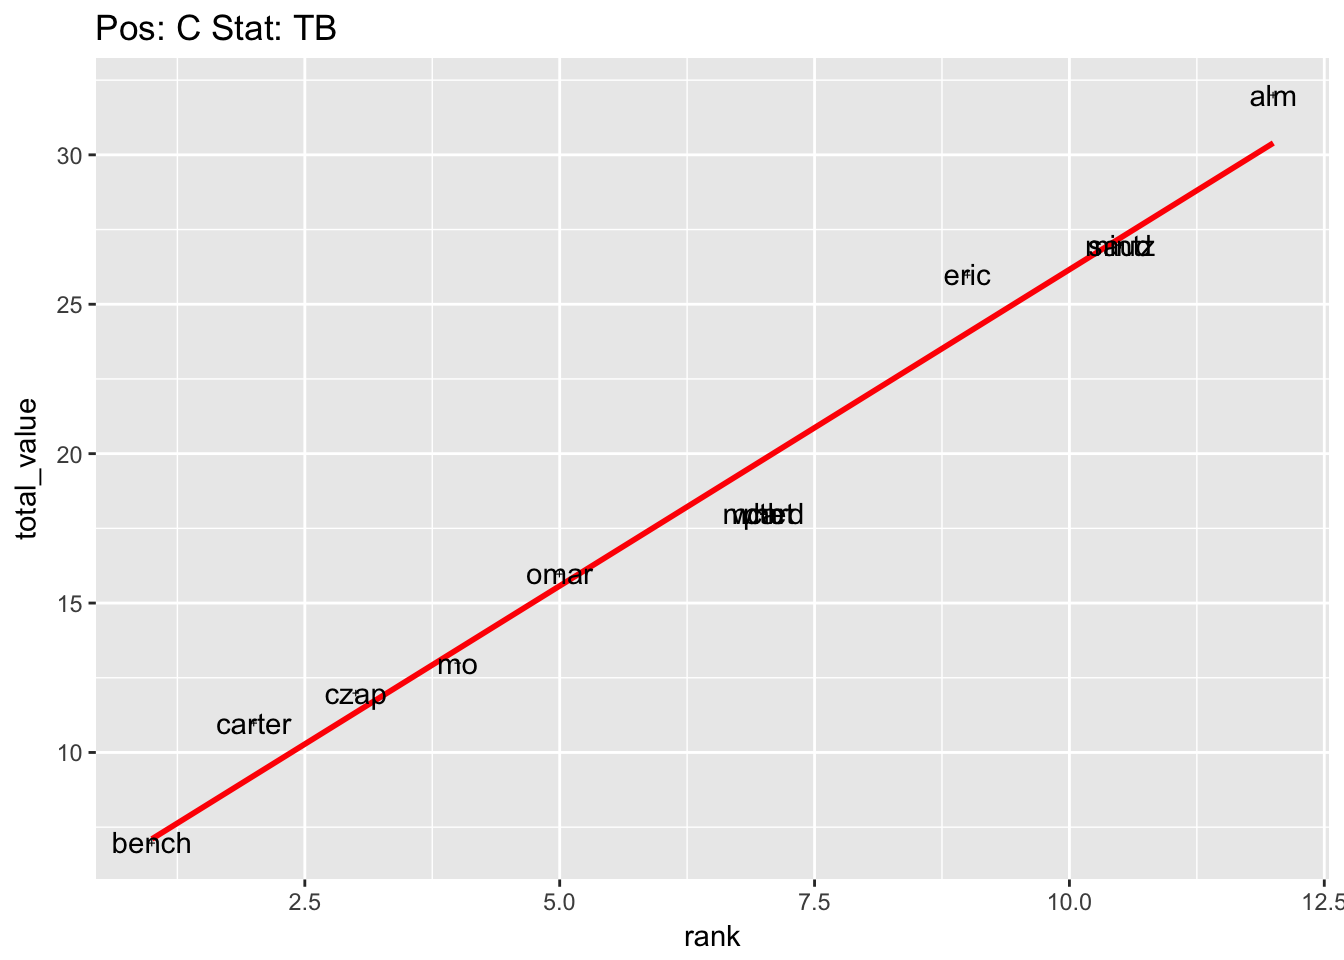 Pos: C Stat: TB
alm
30
eric
25
total_value
20
omar
15
mo
czap
carter
10
bench
2.5 5.0 7.5 10.0 12.5
rank